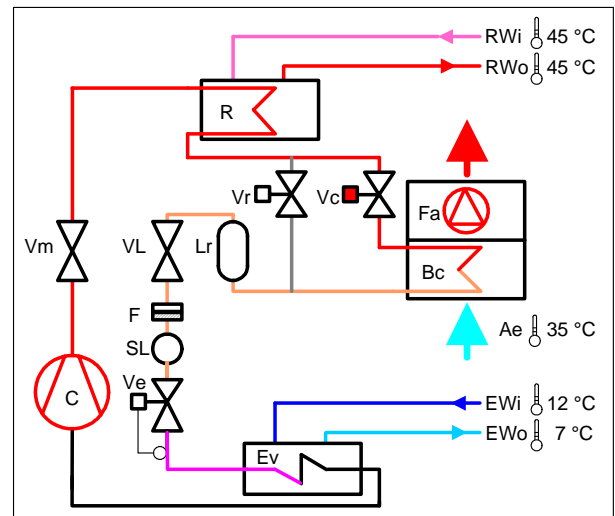 RWi 45 °C
RWo 45 °C
R
Vr
Vc
Fa
Vm
VL
Lr
Bc
F
Ae 35 °C
SL
Ve
C
EWi 12 °C
EWo 7 °C
Ev